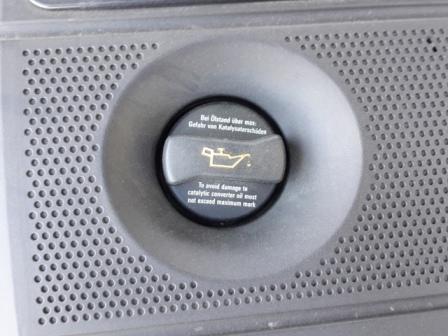 Bei Ölstand über max:
Gefahr von Katalysatorschäden
To avoid damage to
catalytic converter oil must
not exceed maximum mark